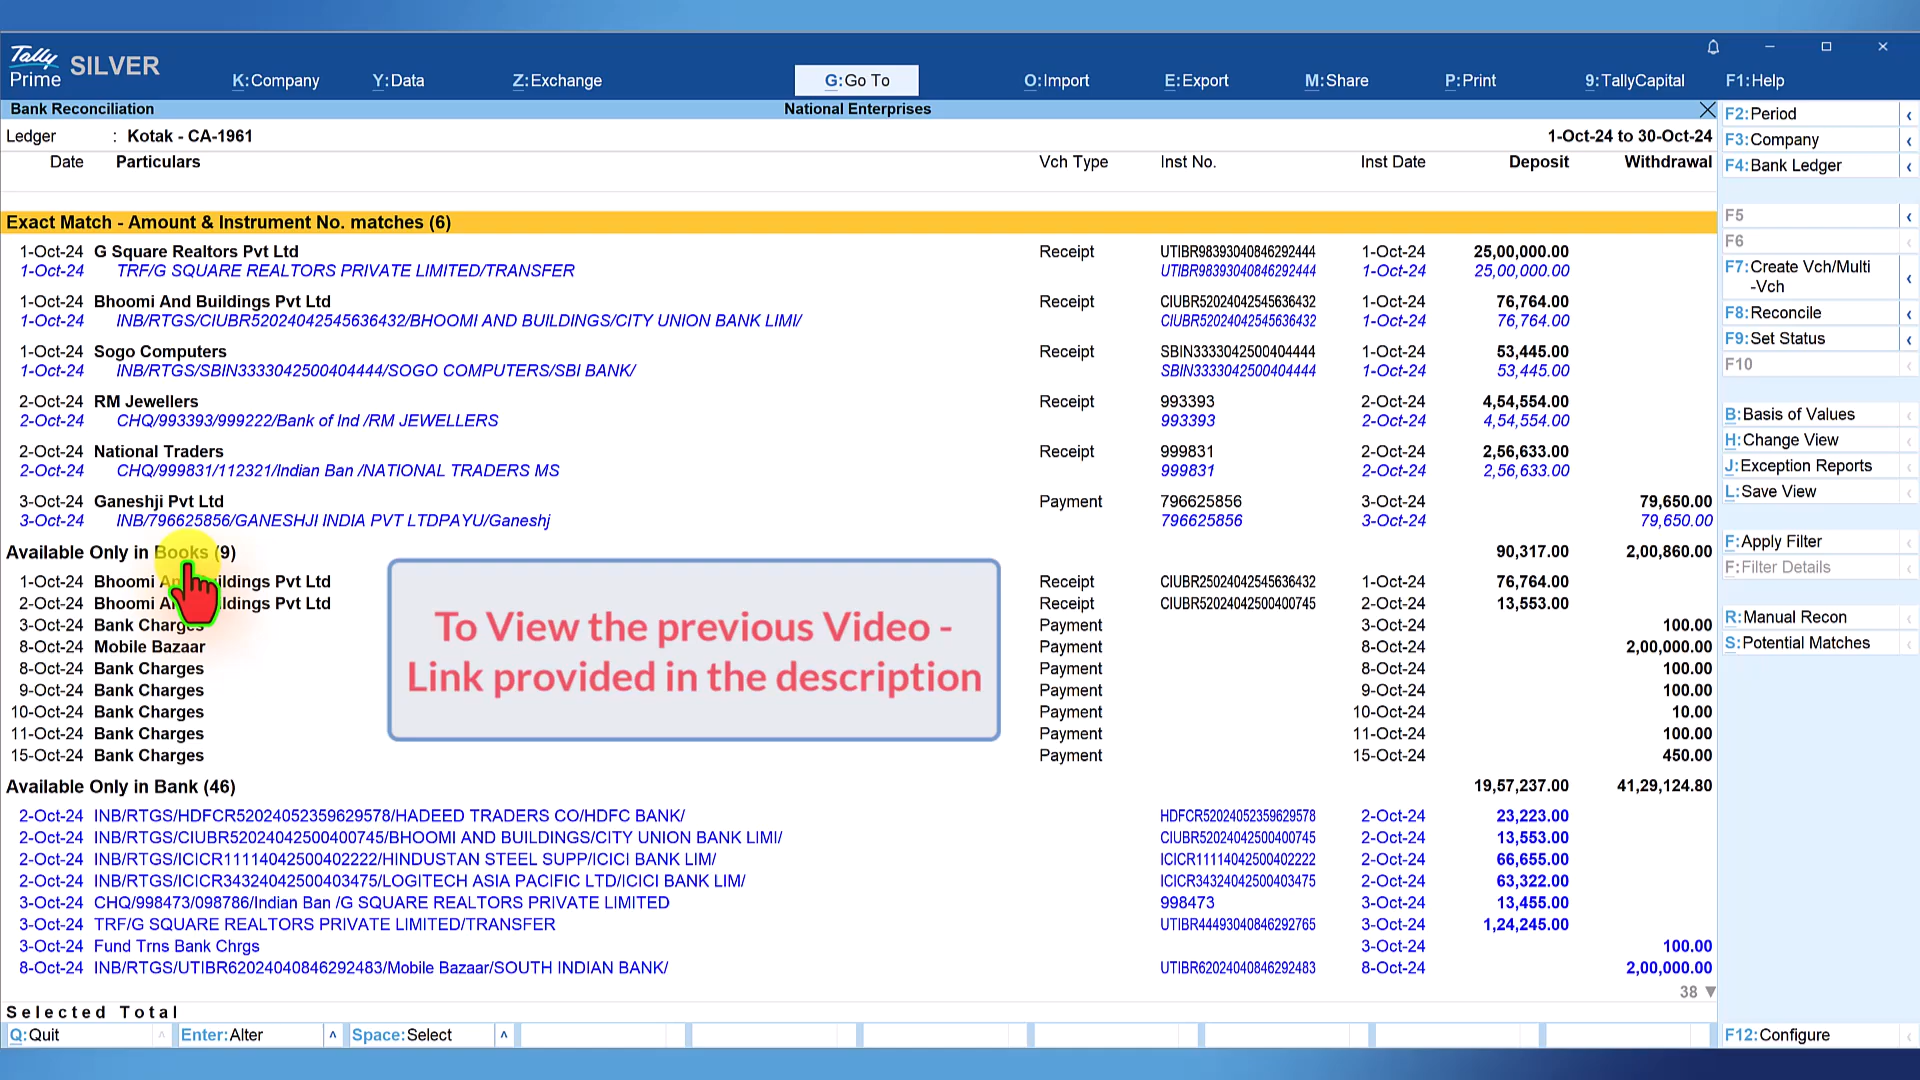 Tally
Prime SILVER
K:Company Y:Data Z:Exchange G:Go To O:Import E:Export M:Share P:Print 9:TallyCapital F1:Help
Bank Reconciliation National Enterprises
Ledger : Kotak - CA-1961 1-Oct-24 to 30-Oct-24
Date Particulars Vch Type Inst No. Inst Date Deposit Withdrawal
Exact Match - Amount & Instrument No. matches (6)
1-Oct-24 G Square Realtors Pvt Ltd Receipt UTIBR98393040846292444 1-Oct-24 25,00,000.00
1-Oct-24 TRF/G SQUARE REALTORS PRIVATE LIMITED/TRANSFER UTIBR98393040846292444 1-Oct-24 25,00,000.00
1-Oct-24 Bhoomi And Buildings Pvt Ltd Receipt CIUBR52024042545636432 1-Oct-24 76,764.00
1-Oct-24 INB/RTGS/CIUBR52024042545636432/BHOOMI AND BUILDINGS/CITY UNION BANK LIMI/ CIUBR52024042545636432 1-Oct-24 76,764.00
1-Oct-24 Sogo Computers Receipt SBIN3333042500404444 1-Oct-24 53,445.00
1-Oct-24 INB/RTGS/SBIN3333042500404444/SOGO COMPUTERS/SBI BANK/ SBIN3333042500404444 1-Oct-24 53,445.00
2-Oct-24 RM Jewellers Receipt 993393 2-Oct-24 4,54,554.00
2-Oct-24 CHQ/993393/999222/Bank of Ind /RM JEWELLERS 993393 2-Oct-24 4,54,554.00
2-Oct-24 National Traders Receipt 999831 2-Oct-24 2,56,633.00
2-Oct-24 CHQ/999831/112321/Indian Ban /NATIONAL TRADERS MS 999831 2-Oct-24 2,56,633.00
3-Oct-24 Ganeshji Pvt Ltd Payment 796625856 3-Oct-24 79,650.00
3-Oct-24 INB/796625856/GANESHJI INDIA PVT LTDPAYU/Ganeshj 796625856 3-Oct-24 79,650.00
Available Only in Books (9) 90,317.00 2,00,860.00
1-Oct-24 Bhoomi And Buildings Pvt Ltd Receipt CIUBR25024042545636432 1-Oct-24 76,764.00
2-Oct-24 Bhoomi And Buildings Pvt Ltd Receipt CIUBR52024042500400745 2-Oct-24 13,553.00
3-Oct-24 Bank Charges Payment 3-Oct-24 100.00
8-Oct-24 Mobile Bazaar Payment 8-Oct-24 2,00,000.00
8-Oct-24 Bank Charges Payment 8-Oct-24 100.00
9-Oct-24 Bank Charges Payment 9-Oct-24 100.00
10-Oct-24 Bank Charges Payment 10-Oct-24 10.00
11-Oct-24 Bank Charges Payment 11-Oct-24 100.00
15-Oct-24 Bank Charges Payment 15-Oct-24 450.00
To View the previous Video -
Link provided in the description
Available Only in Bank (46) 19,57,237.00 41,29,124.80
2-Oct-24 INB/RTGS/HDFCR52024052359629578/HADEED TRADERS CO/HDFC BANK/ HDFCR52024052359629578 2-Oct-24 23,223.00
2-Oct-24 INB/RTGS/CIUBR52024042500400745/BHOOMI AND BUILDINGS/CITY UNION BANK LIMI/ CIUBR52024042500400745 2-Oct-24 13,553.00
2-Oct-24 INB/RTGS/ICICR11114042500402222/HINDUSTAN STEEL SUPP/ICICI BANK LIM/ ICICR11114042500402222 2-Oct-24 66,655.00
2-Oct-24 INB/RTGS/ICICR34324042500403475/LOGITECH ASIA PACIFIC LTD/ICICI BANK LIM/ ICICR34324042500403475 2-Oct-24 63,322.00
3-Oct-24 CHQ/998473/098786/Indian Ban /G SQUARE REALTORS PRIVATE LIMITED 998473 3-Oct-24 13,455.00
3-Oct-24 TRF/G SQUARE REALTORS PRIVATE LIMITED/TRANSFER UTIBR44493040846292765 3-Oct-24 1,24,245.00
3-Oct-24 Fund Trns Bank Chrgs 3-Oct-24 100.00
8-Oct-24 INB/RTGS/UTIBR62024040846292483/Mobile Bazaar/SOUTH INDIAN BANK/ UTIBR62024040846292483 8-Oct-24 2,00,000.00
38 ▼
Selected Total
Q:Quit Enter:Alter Space:Select
F2:Period
F3:Company
F4:Bank Ledger
F5
F6
F7:Create Vch/Multi
-Vch
F8:Reconcile
F9:Set Status
F10
B:Basis of Values
H:Change View
J:Exception Reports
L:Save View
F:Apply Filter
F:Filter Details
R:Manual Recon
S:Potential Matches
F12:Configure